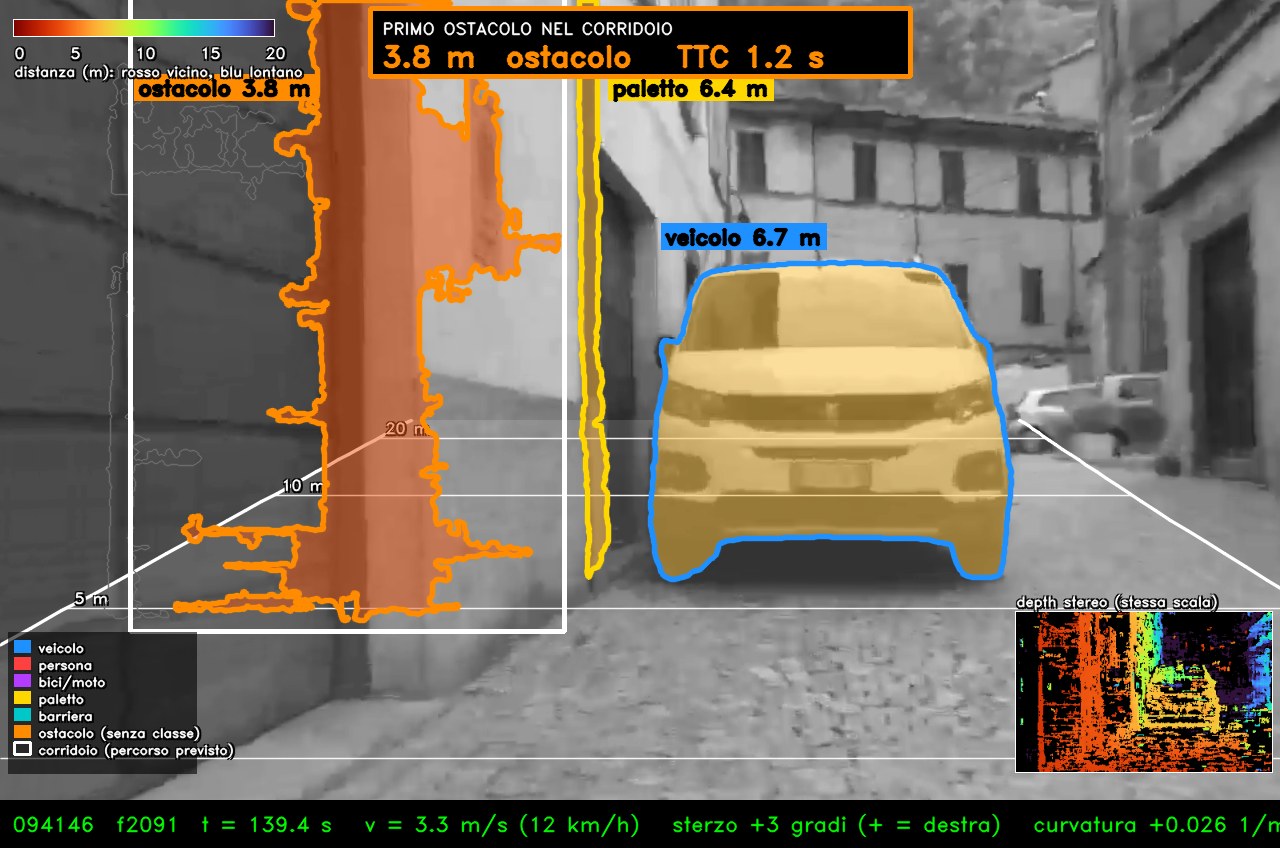 PRIMO OSTACOLO NEL CORRIDOIO
3.8 m ostacolo TTC 1.2 s
0 5 10 15 20
distanza (m): rosso vicino, blu lontano
ostacolo 3.8 m
paletto 6.4 m
veicolo 6.7 m
20 m
10 m
5 m
depth stereo (stessa scala)
veicolo
persona
bici/moto
paletto
barriera
ostacolo (senza classe)
corridoio (percorso previsto)
094146 f2091 t = 139.4 s v = 3.3 m/s (12 km/h) sterzo +3 gradi (+ = destra) curvatura +0.026 1/m